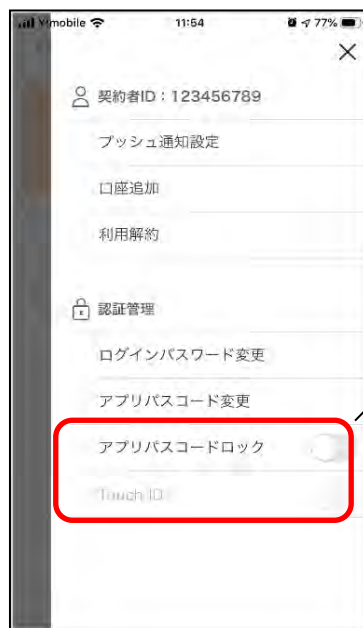 Y!mobile 11:54 77%
契約者ID:123456789
プッシュ通知設定
口座追加
利用解約
認証管理
ログインパスワード変更
アプリパスコード変更
アプリパスコードロック
Touch ID